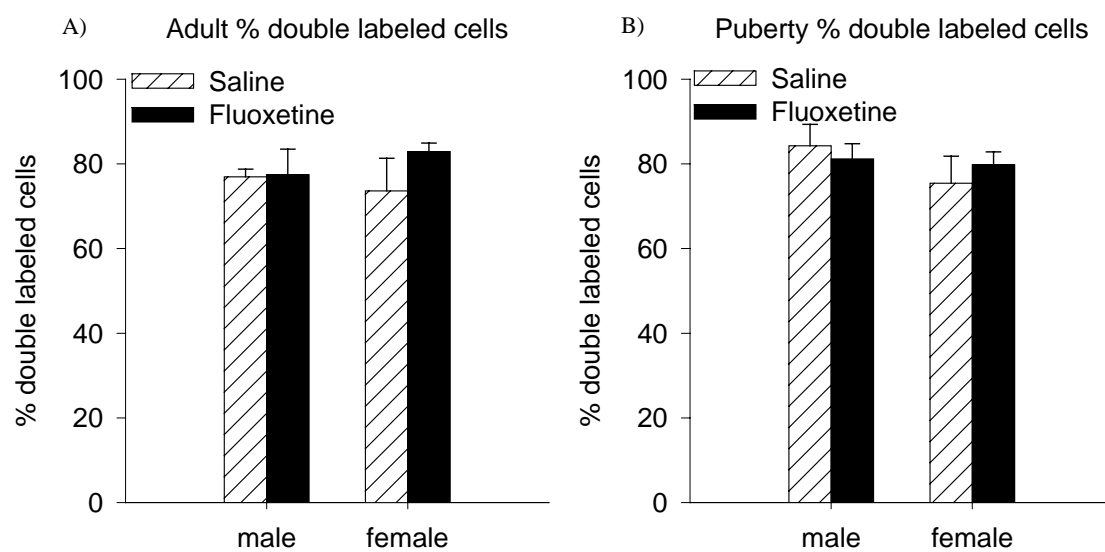 A)
Adult % double labeled cells
Saline
Fluoxetine
100
80
60
40
20
0
% double labeled cells
male
female
B)
Puberty % double labeled cells
Saline
Fluoxetine
100
80
60
40
20
0
% double labeled cells
male
female